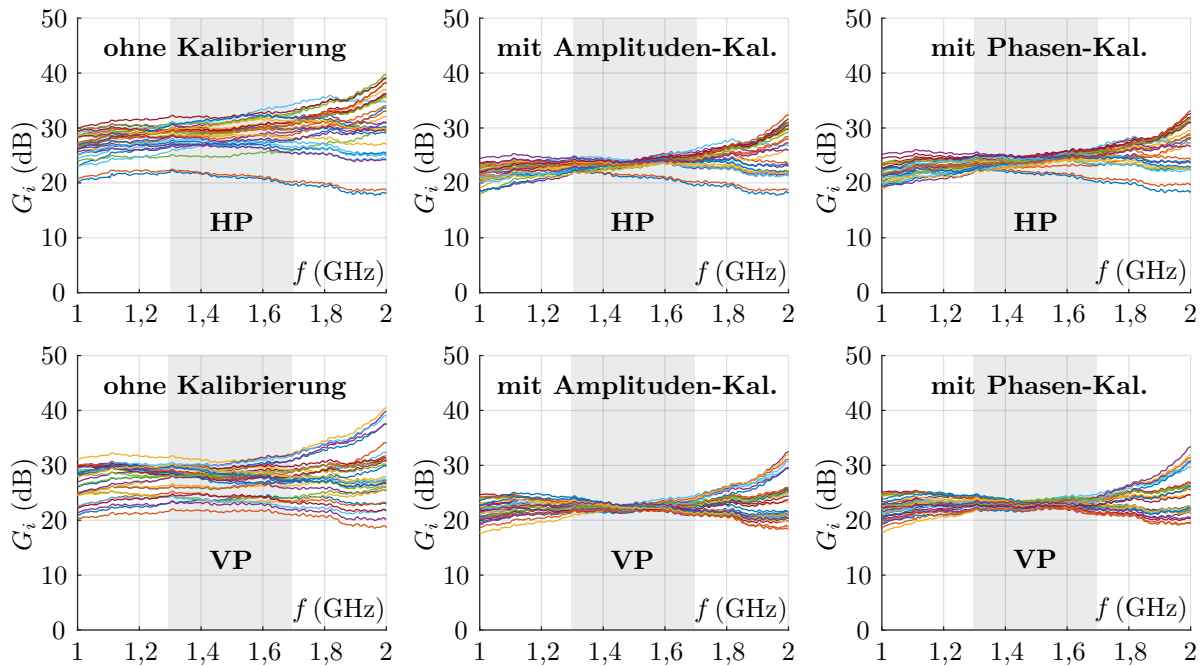 50
40
30
20
10
0
G_i (dB)
ohne Kalibrierung
HP
f (GHz)
1 1,2 1,4 1,6 1,8 2
50
40
30
20
10
0
G_i (dB)
mit Amplituden-Kal.
HP
f (GHz)
1 1,2 1,4 1,6 1,8 2
50
40
30
20
10
0
G_i (dB)
mit Phasen-Kal.
HP
f (GHz)
1 1,2 1,4 1,6 1,8 2
50
40
30
20
10
0
G_i (dB)
ohne Kalibrierung
VP
f (GHz)
1 1,2 1,4 1,6 1,8 2
50
40
30
20
10
0
G_i (dB)
mit Amplituden-Kal.
VP
f (GHz)
1 1,2 1,4 1,6 1,8 2
50
40
30
20
10
0
G_i (dB)
mit Phasen-Kal.
VP
f (GHz)
1 1,2 1,4 1,6 1,8 2